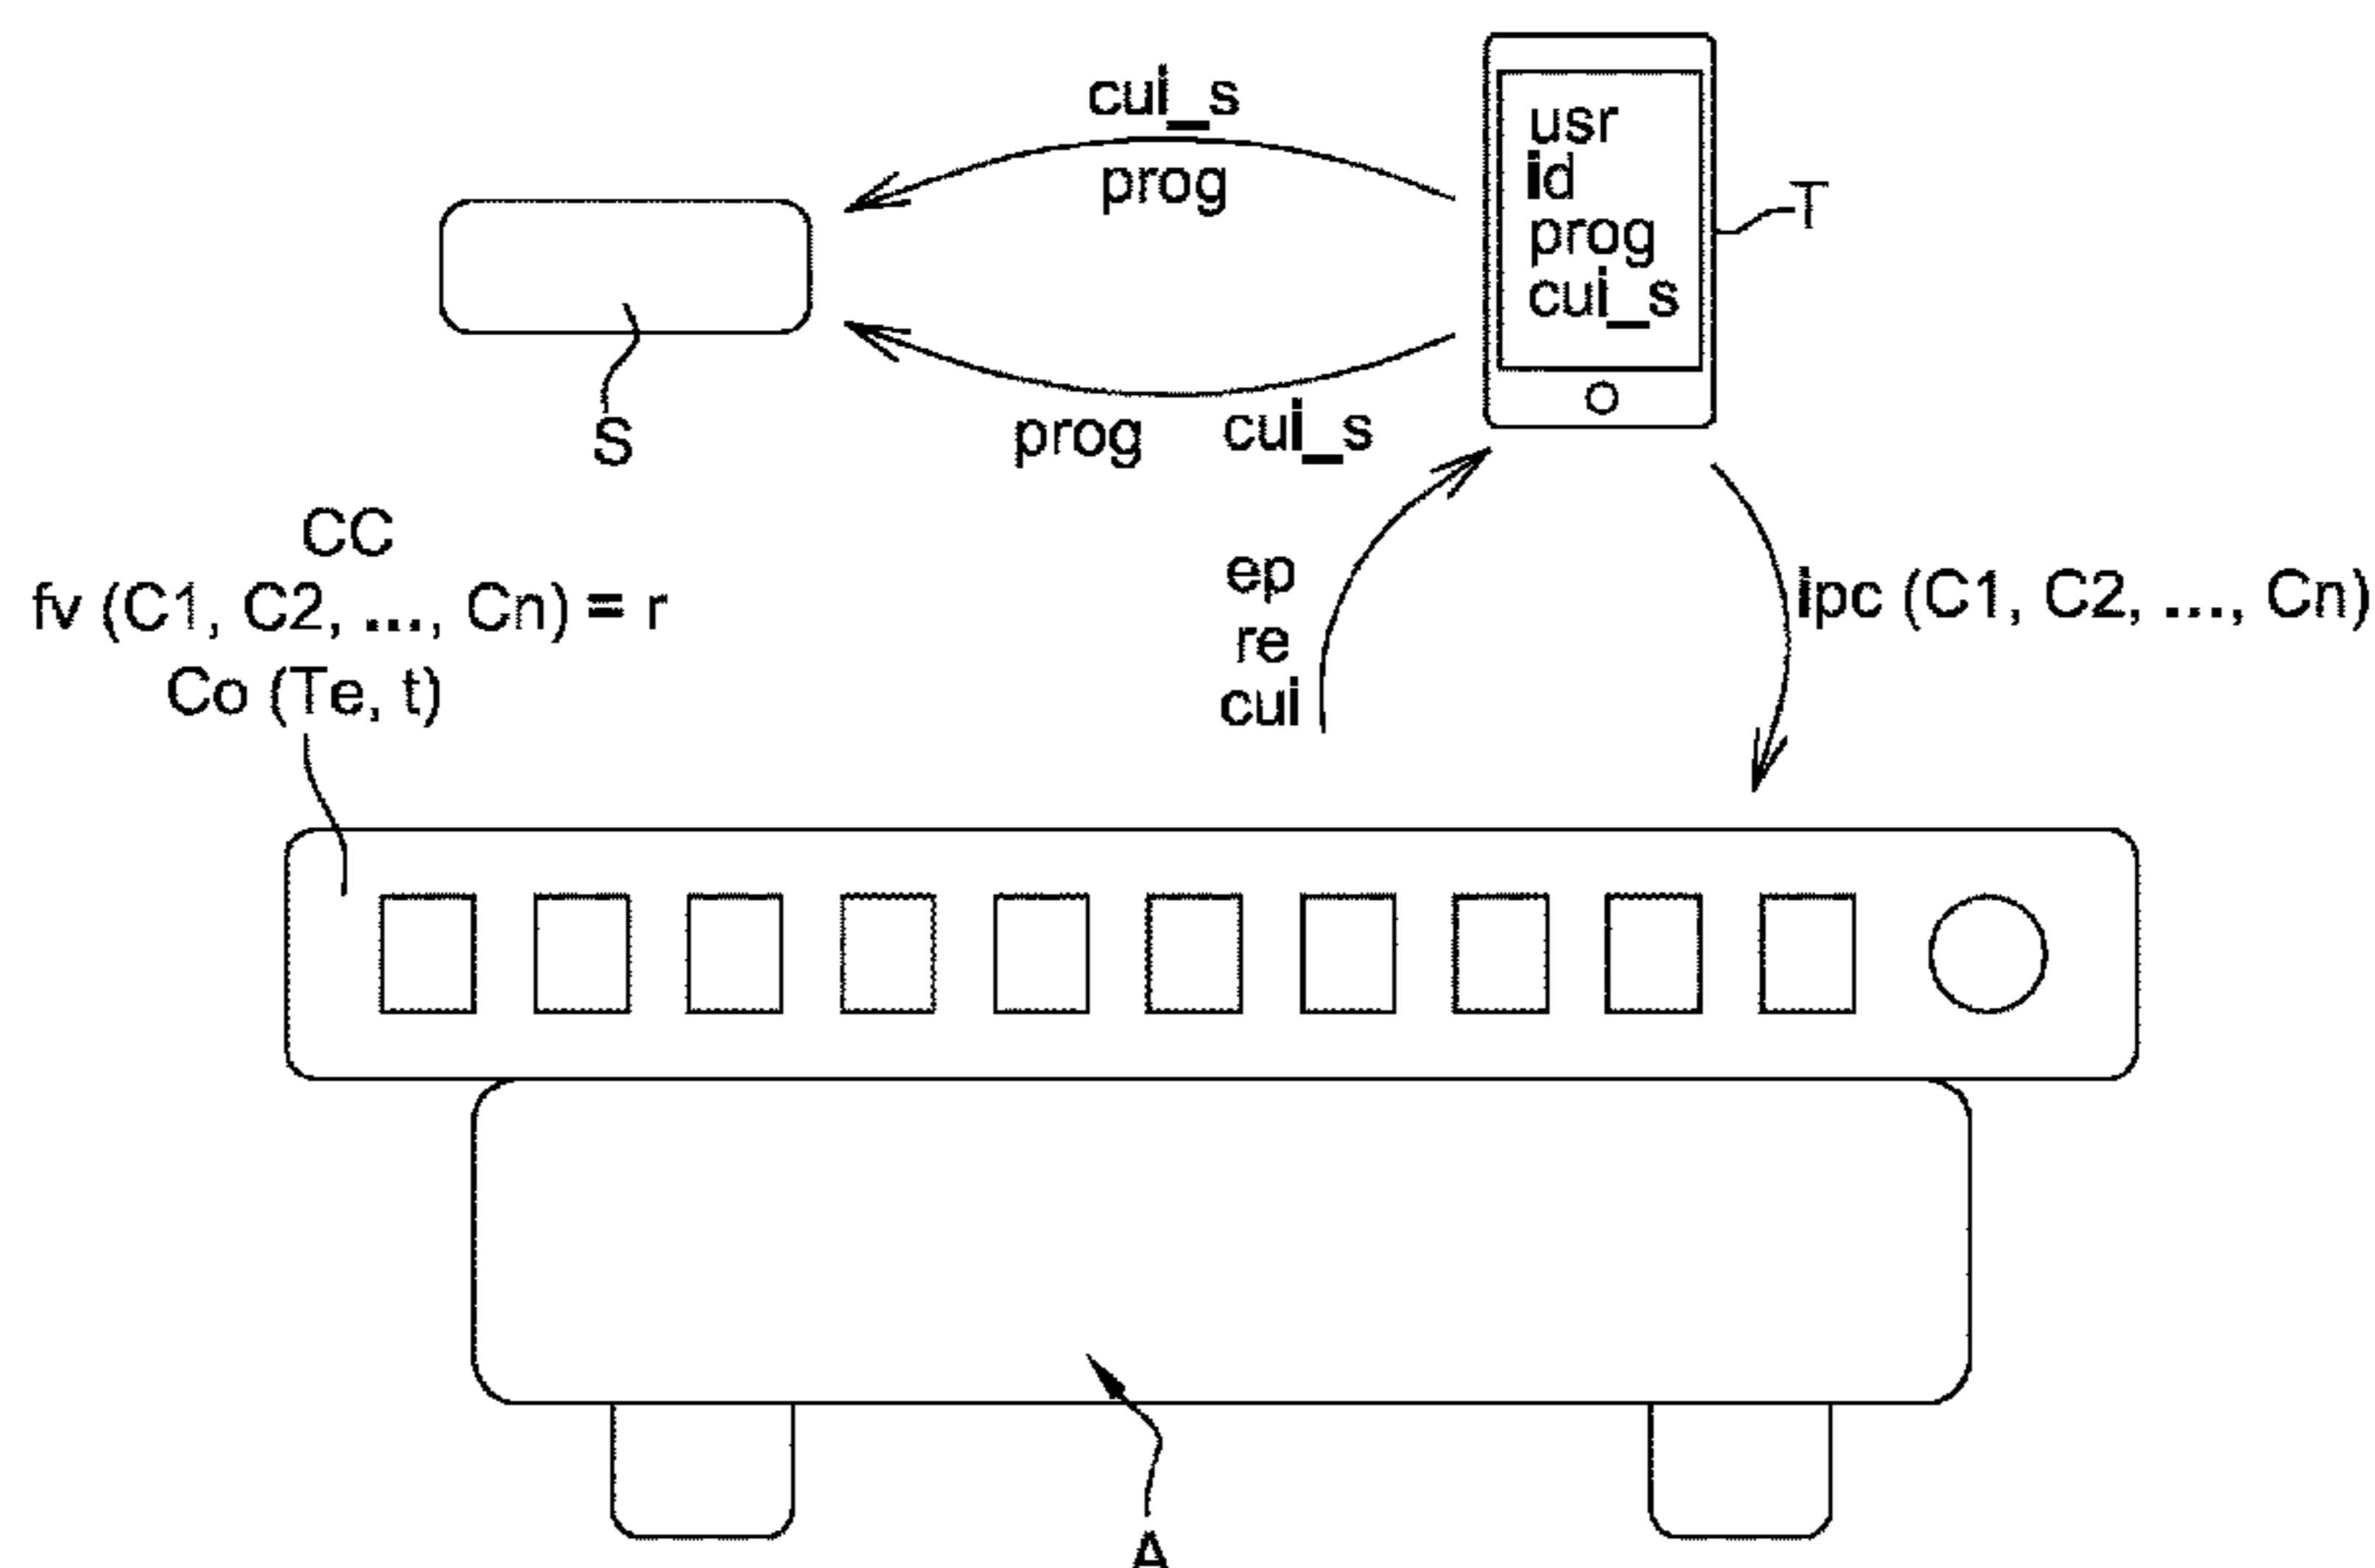 cui_s
prog
usr
id
prog
cui_s
T
prog cui_s
S
CC
fv (C1, C2, ..., Cn) = r
Co (Te, t)
ep
re
cui
ipc (C1, C2, ..., Cn)
A